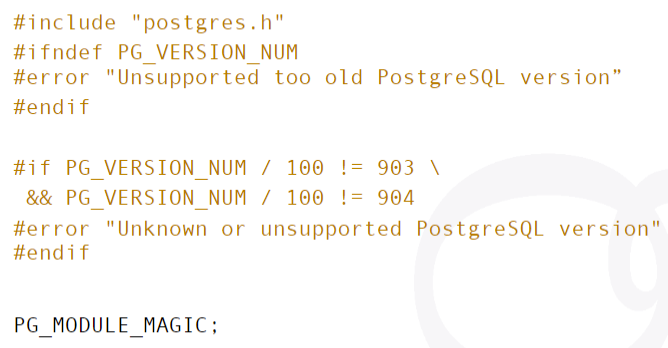 #include "postgres.h"
#ifndef PG_VERSION_NUM
#error "Unsupported too old PostgreSQL version”
#endif
#if PG_VERSION_NUM / 100 != 903 \
&& PG_VERSION_NUM / 100 != 904
#error "Unknown or unsupported PostgreSQL version"
#endif
PG_MODULE_MAGIC;